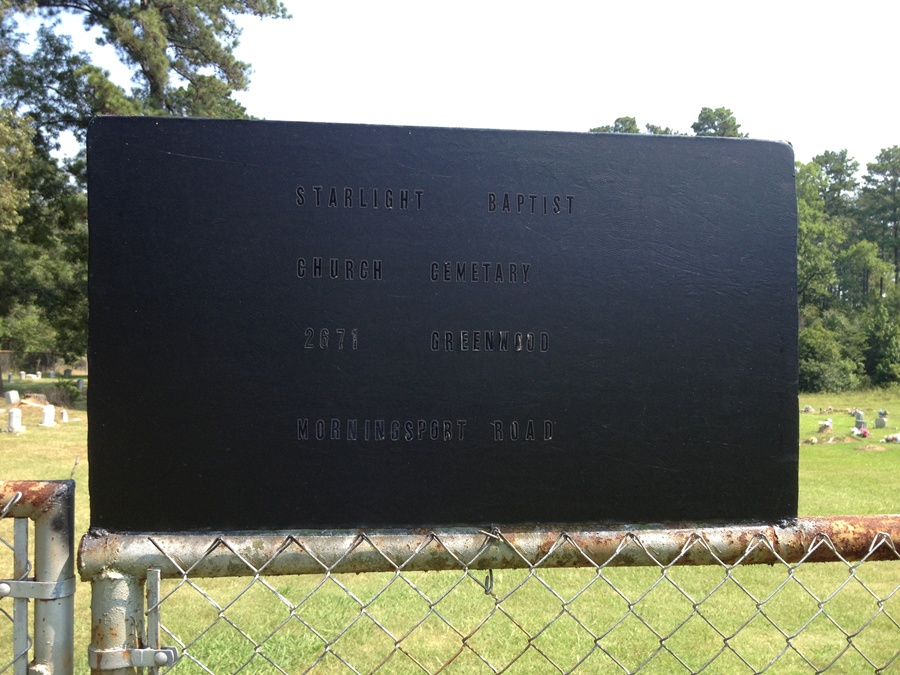 STARLIGHT BAPTIST
CHURCH CEMETARY
2671 GREENWOOD
MORNINGSPORT ROAD